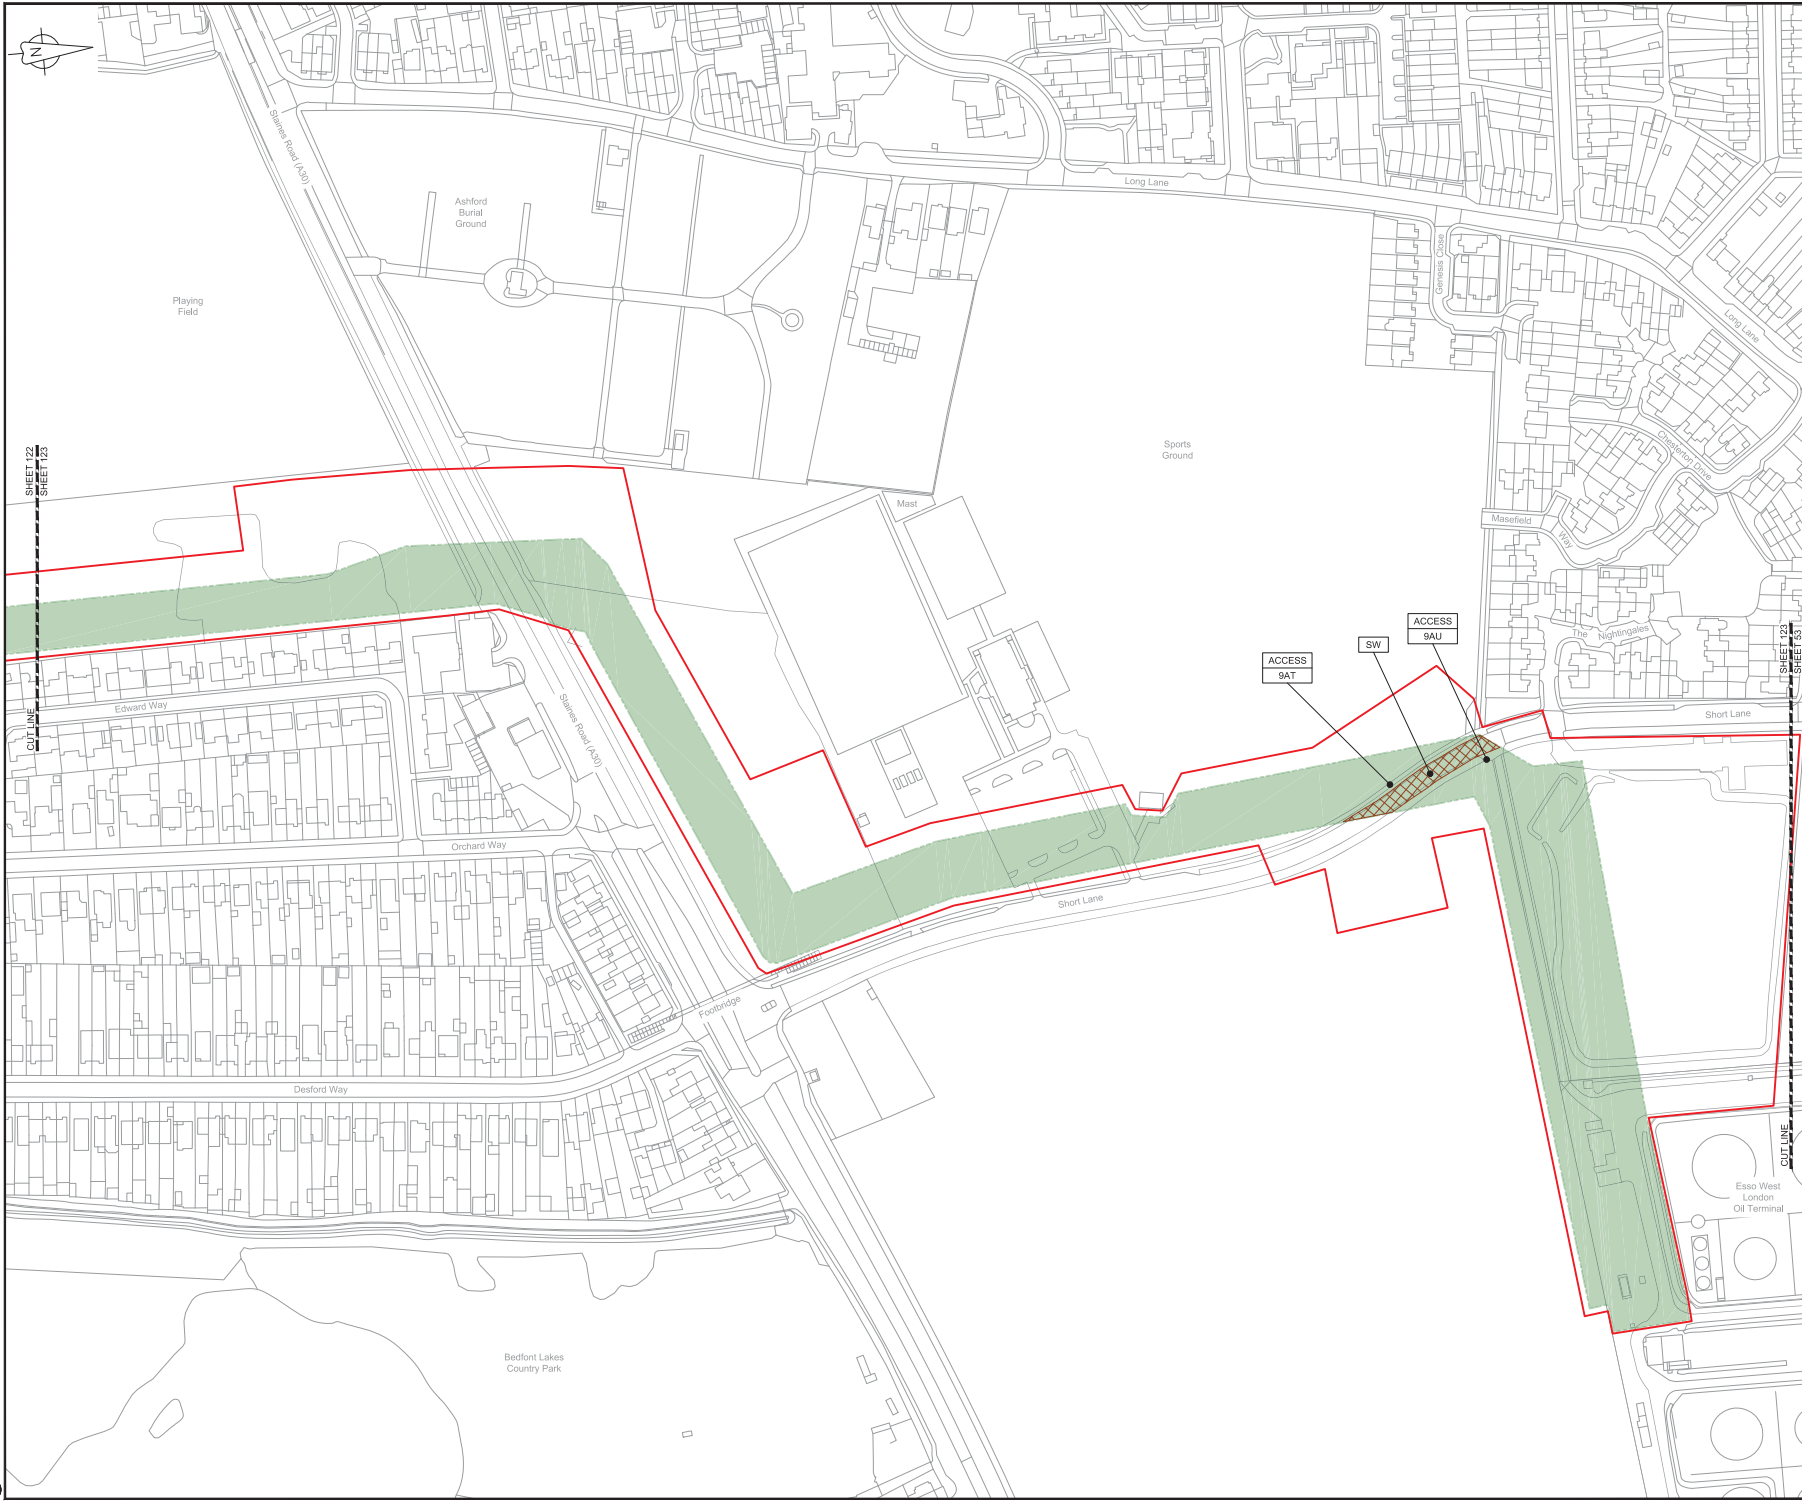 N
Staines Road (A30)
Long Lane
Ashford
Burial
Ground
Genesis Close
Playing
Field
Long Lane
Sports
Ground
Chesterton Drive
SHEET 122
SHEET 123
Mast
Masefield
Way
The Nightingales
ACCESS
9AU
SW
ACCESS
9AT
SHEET 123
SHEET 53
Edward Way
CUT LINE
Staines Road (A30)
Short Lane
Orchard Way
Short Lane
Footbridge
Desford Way
CUT LINE
Esso West
London
Oil Terminal
Bedfont Lakes
Country Park